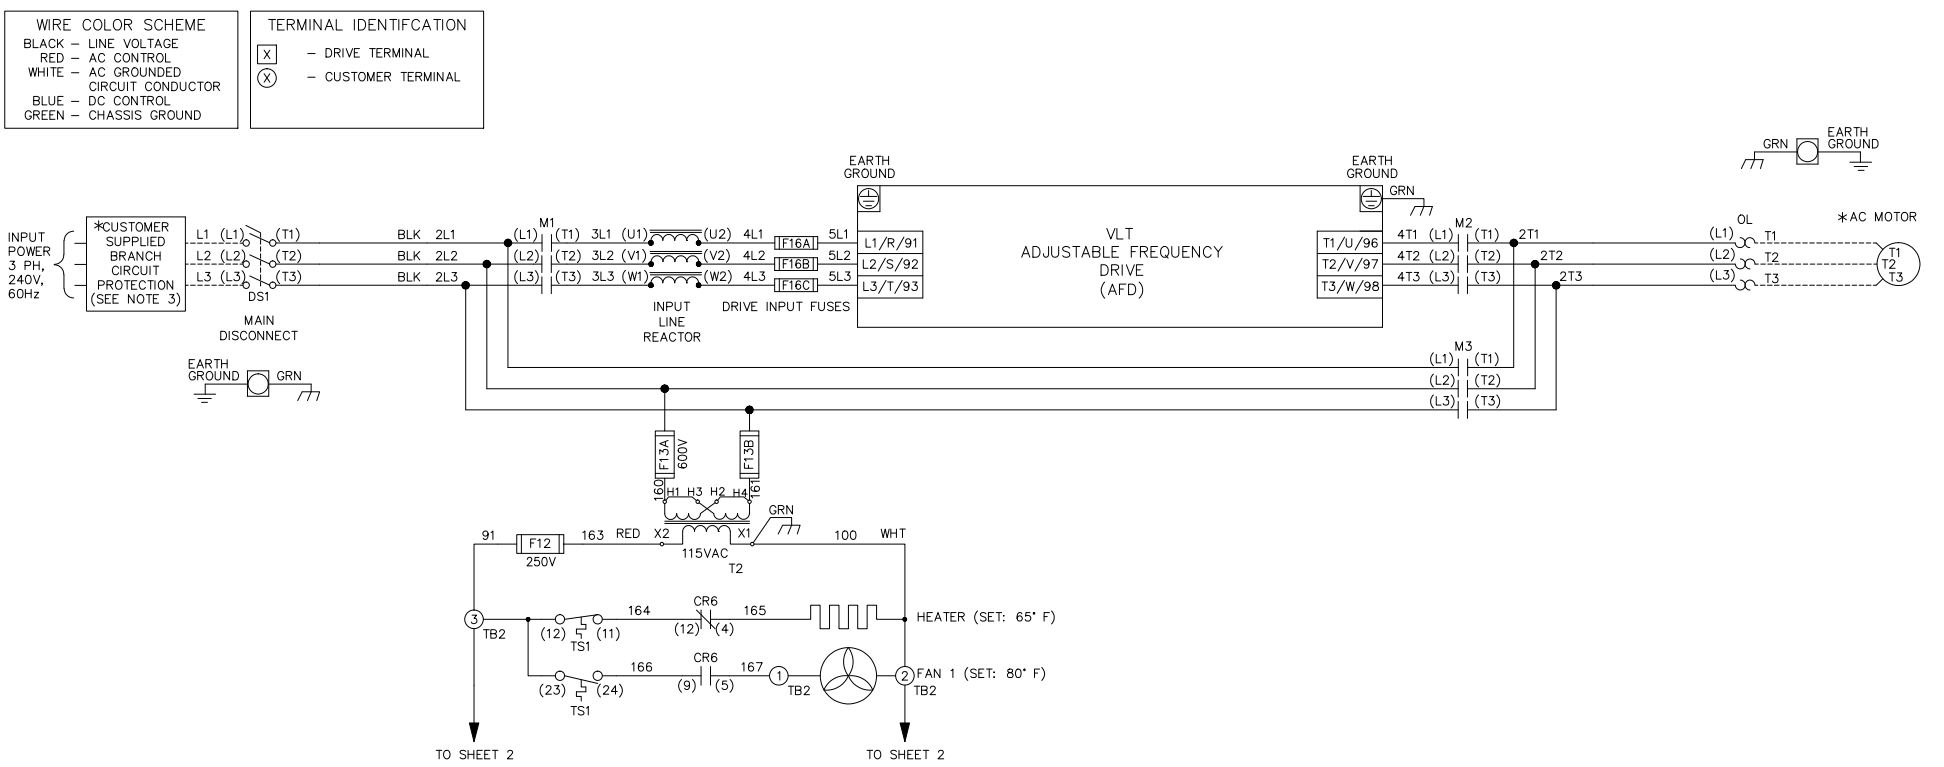 WIRE COLOR SCHEME
BLACK – LINE VOLTAGE
RED – AC CONTROL
WHITE – AC GROUNDED
CIRCUIT CONDUCTOR
BLUE – DC CONTROL
GREEN – CHASSIS GROUND
TERMINAL IDENTIFCATION
X – DRIVE TERMINAL
X – CUSTOMER TERMINAL
INPUT
POWER
3 PH,
240V,
60Hz
*CUSTOMER
SUPPLIED
BRANCH
CIRCUIT
PROTECTION
(SEE NOTE 3)
L1 (L1) (T1) BLK 2L1 (L1) M1 (T1) 3L1 (U1) (U2) 4L1 F16A 5L1 L1/R/91
L2 (L2) (T2) BLK 2L2 (L2) (T2) 3L2 (V1) (V2) 4L2 F16B 5L2 L2/S/92
L3 (L3) (T3) BLK 2L3 (L3) (T3) 3L3 (W1) (W2) 4L3 F16C 5L3 L3/T/93
DS1
MAIN
DISCONNECT
INPUT
LINE
REACTOR
DRIVE INPUT FUSES
EARTH
GROUND
GRN
EARTH
GROUND
VLT
ADJUSTABLE FREQUENCY
DRIVE
(AFD)
EARTH
GROUND
GRN
T1/U/96 4T1 (L1) M2 (T1) 2T1 (L1) OL T1
T2/V/97 4T2 (L2) (T2) 2T2 (L2) T2
T3/W/98 4T3 (L3) (T3) 2T3 (L3) T3
GRN
EARTH
GROUND
*AC MOTOR
T1
T2
T3
M3
(L1) (T1)
(L2) (T2)
(L3) (T3)
F13A
600V
F13B
160
H1 H3 H2 H4
161
GRN
91 F12 163 RED X2 X1 100 WHT
250V
115VAC
T2
3
TB2
(12) (11)
TS1
164
CR6
(12) (4)
165
HEATER (SET: 65° F)
(23) (24)
TS1
166
CR6
(9) (5)
167
1
TB2
2
TB2
FAN 1 (SET: 80° F)
TO SHEET 2
TO SHEET 2